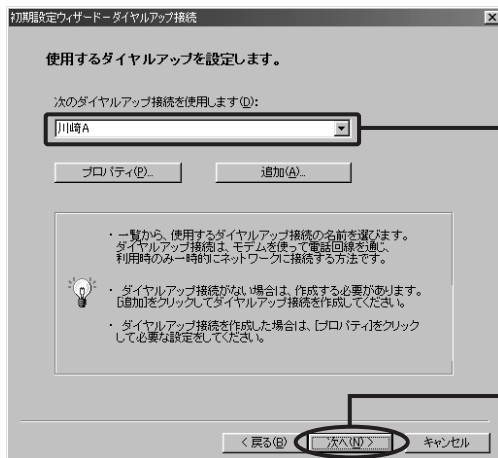 初期設定ウィザード－ダイヤルアップ接続
使用するダイヤルアップを設定します。
次のダイヤルアップ接続を使用します(D):
川崎A
プロパティ(P)...
追加(A)...
・一覧から、使用するダイヤルアップ接続の名前を選びます。
ダイヤルアップ接続は、モデムを使って電話回線を通じ、
利用時のみ一時的にネットワークに接続する方法です。
・ダイヤルアップ接続がない場合は、作成する必要があります。
[追加]をクリックしてダイヤルアップ接続を作成してください。
・ダイヤルアップ接続を作成した場合は、[プロパティ]をクリック
して必要な設定をしてください。
< 戻る(B)
次へ(N) >
キャンセル